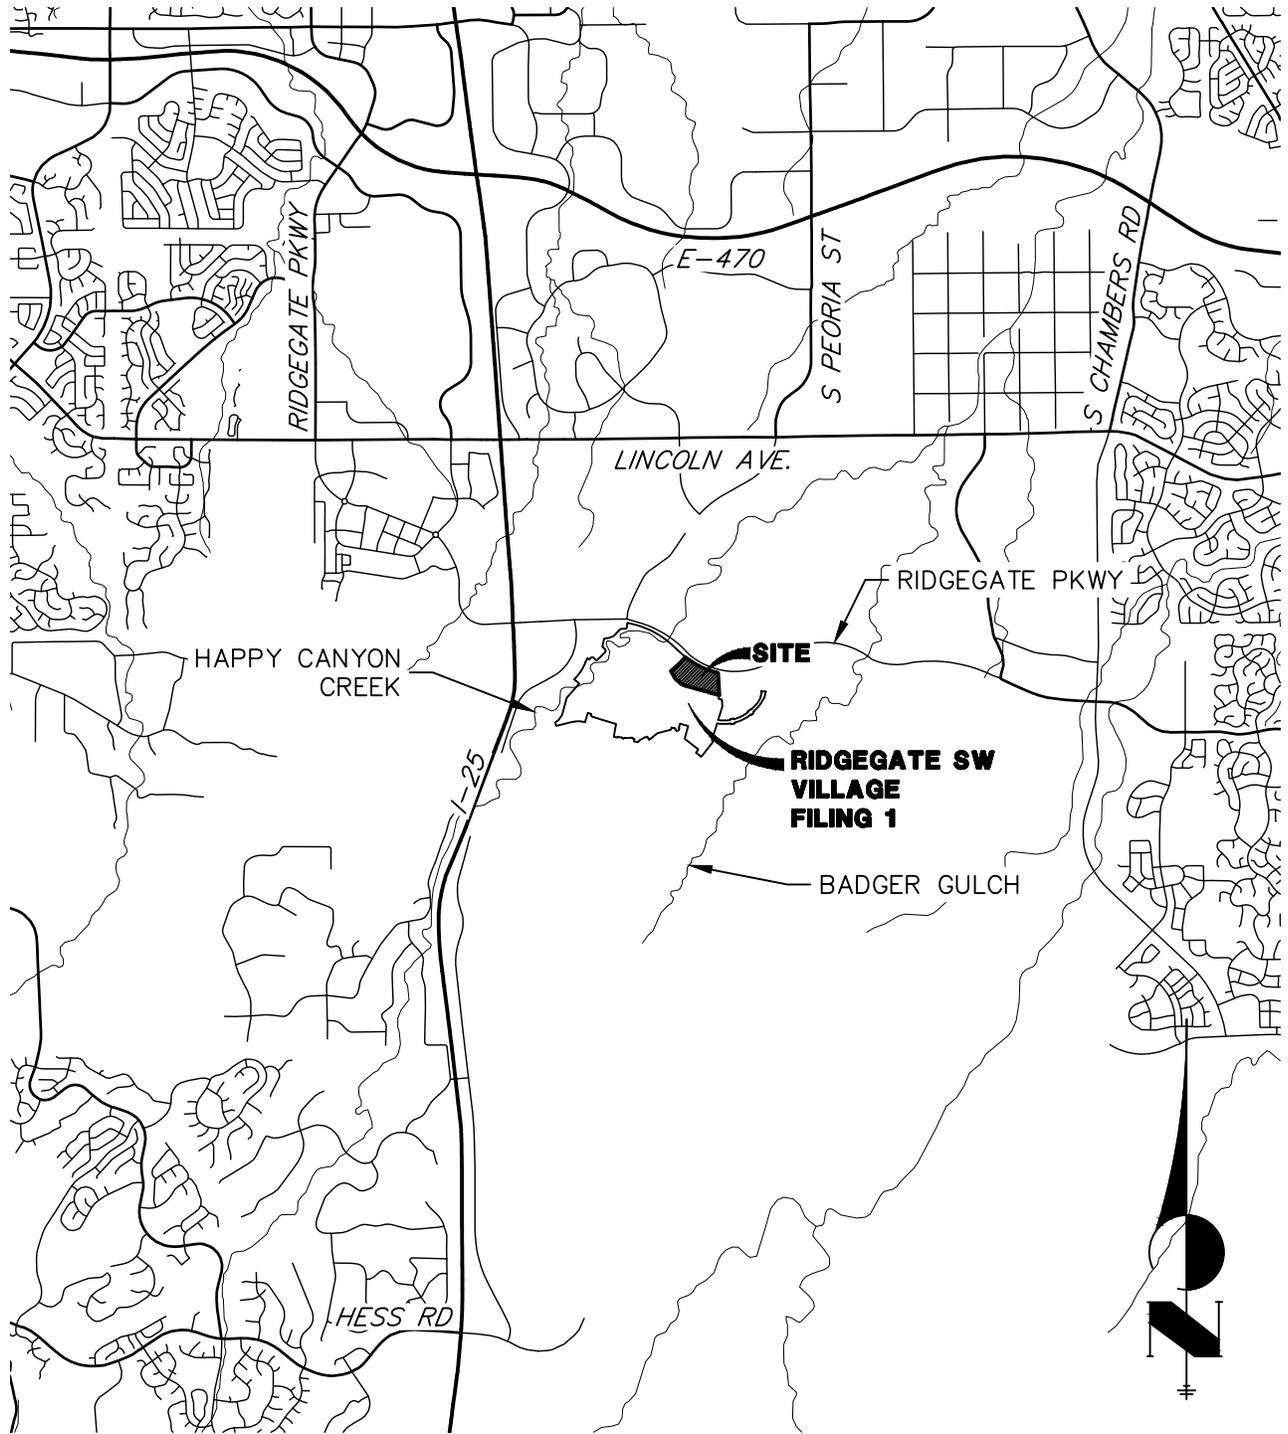 E-470
RIDGEGATE PKWY
S PEORIA ST
S CHAMBERS RD
LINCOLN AVE.
RIDGEGATE PKWY
HAPPY CANYON
CREEK
SITE
I-25
RIDGEGATE SW
VILLAGE
FILING 1
BADGER GULCH
HESS RD
N